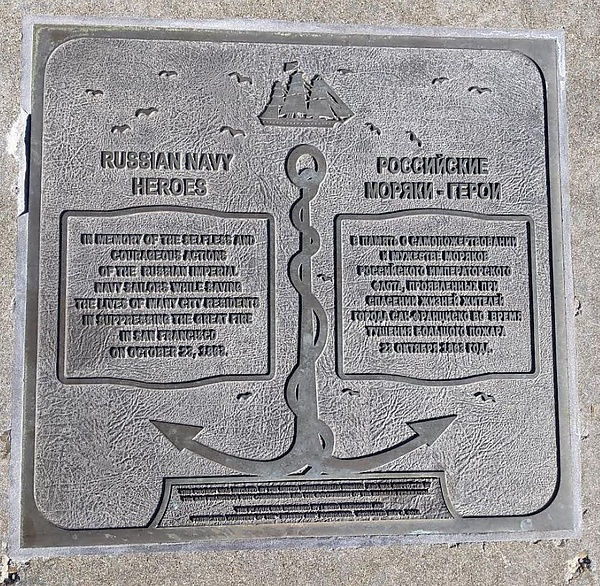 RUSSIAN NAVY
HEROES
IN MEMORY OF THE SELFLESS AND
COURAGEOUS ACTIONS
OF THE RUSSIAN IMPERIAL
NAVY SAILORS WHILE SAVING
THE LIVES OF MANY CITY RESIDENTS
IN SUPPRESSING THE GREAT FIRE
IN SAN FRANCISCO
ON OCTOBER 23, 1863.
РОССИЙСКИЕ
МОРЯКИ - ГЕРОИ
В ПАМЯТЬ О САМОПОЖЕРТВОВАНИИ
И МУЖЕСТВЕ МОРЯКОВ
РОССИЙСКОГО ИМПЕРАТОРСКОГО
ФЛОТА, ПРОЯВЛЕННЫХ ПРИ
СПАСЕНИИ ЖИЗНЕЙ ЖИТЕЛЕЙ
ГОРОДА САН-ФРАНЦИСКО ВО ВРЕМЯ
ТУШЕНИЯ БОЛЬШОГО ПОЖАРА
23 ОКТЯБРЯ 1863 ГОДА.